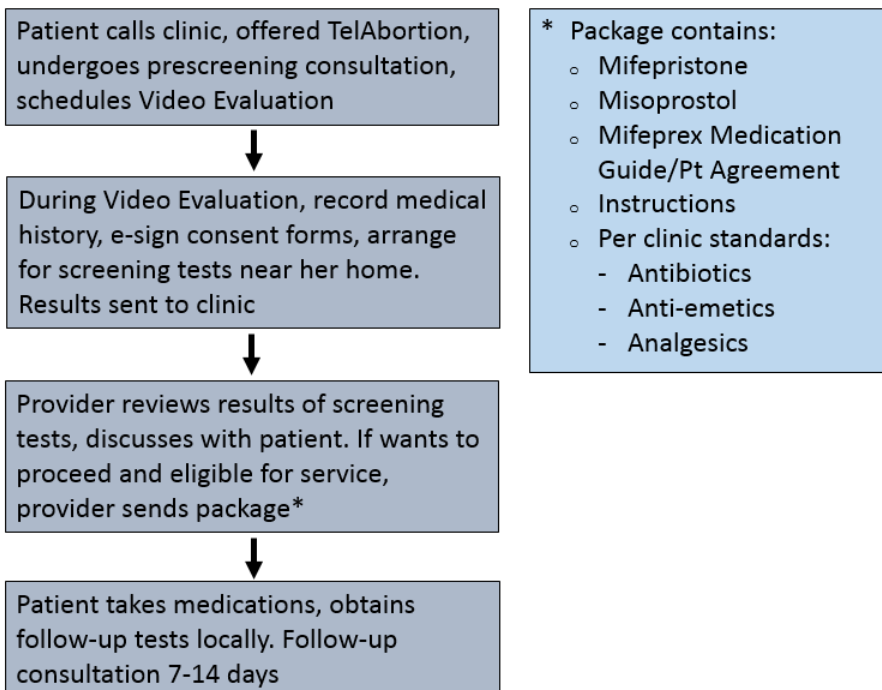 Patient calls clinic, offered TelAbortion,
undergoes prescreening consultation,
schedules Video Evaluation
During Video Evaluation, record medical
history, e-sign consent forms, arrange
for screening tests near her home.
Results sent to clinic
Provider reviews results of screening
tests, discusses with patient. If wants to
proceed and eligible for service,
provider sends package*
Patient takes medications, obtains
follow-up tests locally. Follow-up
consultation 7-14 days
* Package contains:
o Mifepristone
o Misoprostol
o Mifeprex Medication
Guide/Pt Agreement
o Instructions
o Per clinic standards:
- Antibiotics
- Anti-emetics
- Analgesics